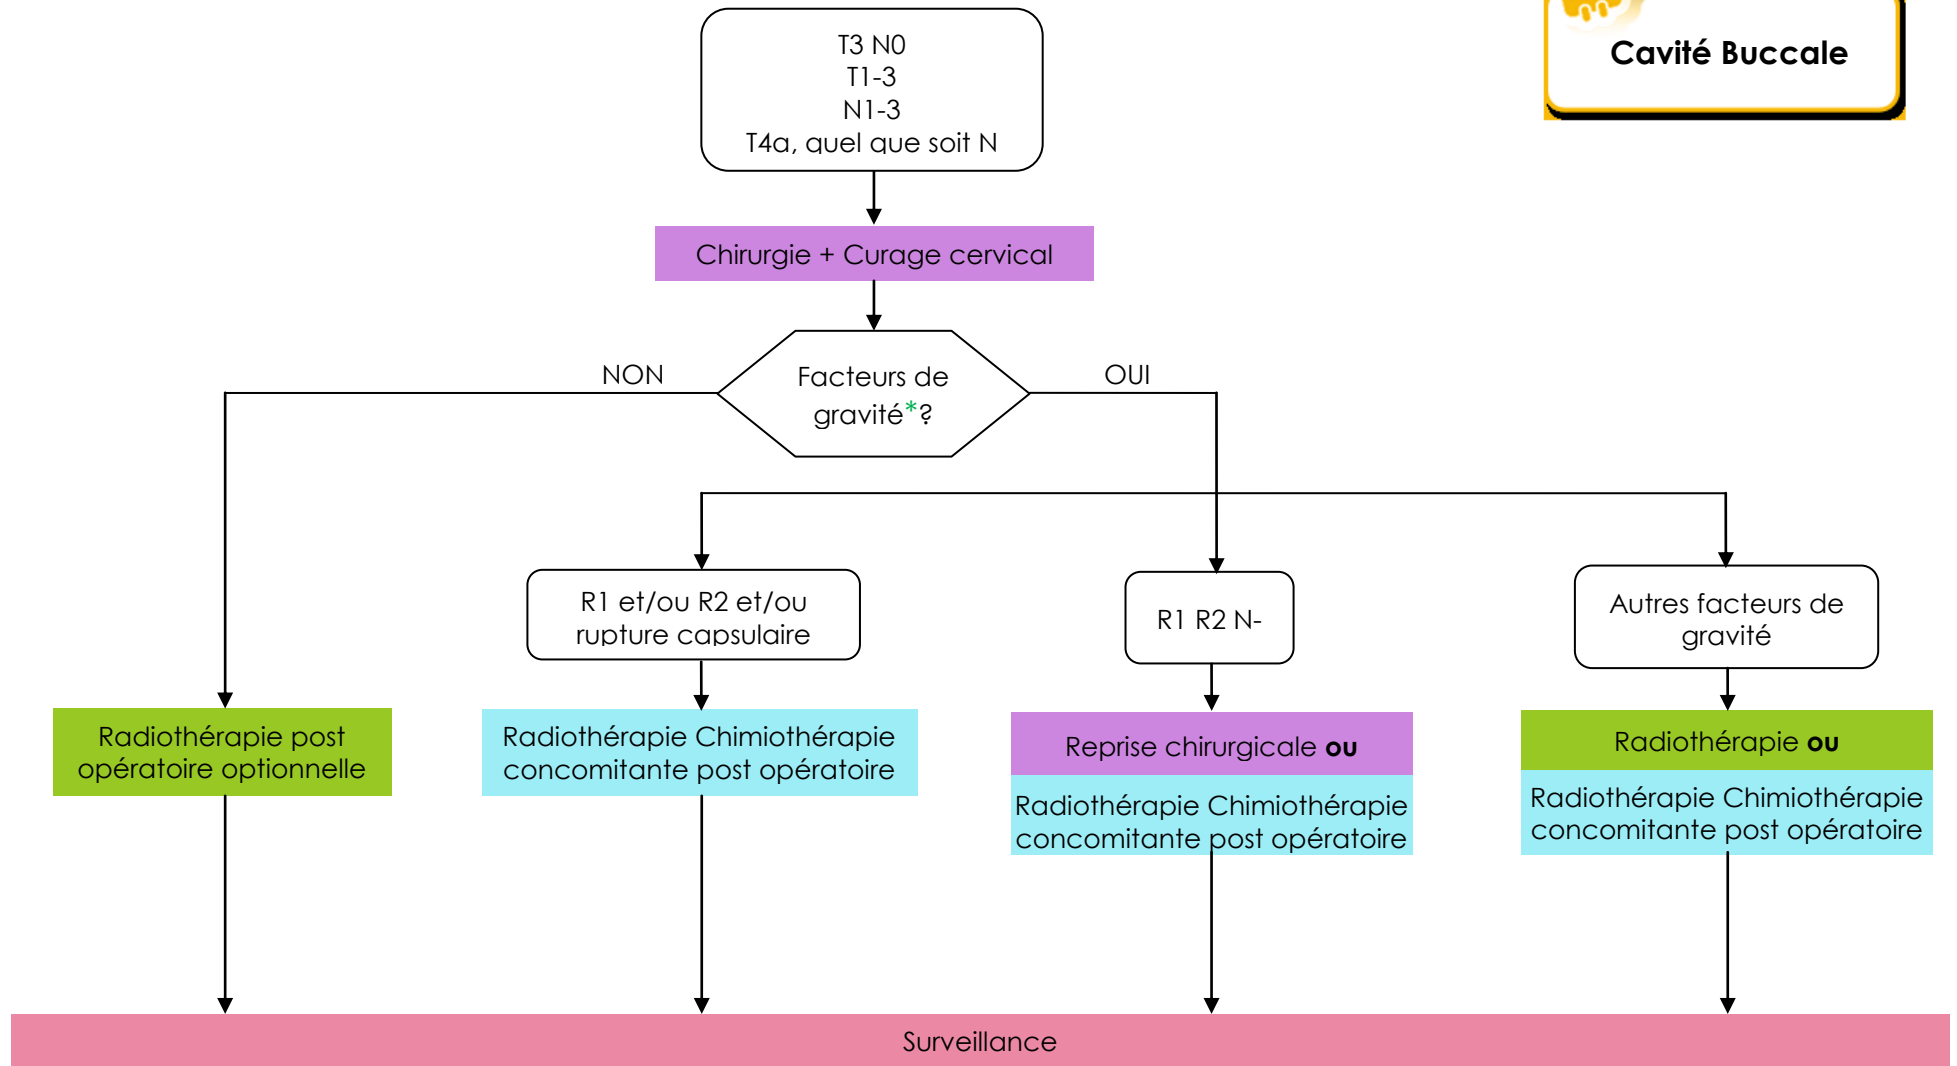 Cavité Buccale
T3 N0
T1-3
N1-3
T4a, quel que soit N
Chirurgie + Curage cervical
NON
Facteurs de
gravité*?
OUI
R1 et/ou R2 et/ou
rupture capsulaire
R1 R2 N-
Autres facteurs de
gravité
Radiothérapie post
opératoire optionnelle
Radiothérapie Chimiothérapie
concomitante post opératoire
Reprise chirurgicale ou
Radiothérapie Chimiothérapie
concomitante post opératoire
Radiothérapie ou
Radiothérapie Chimiothérapie
concomitante post opératoire
Surveillance